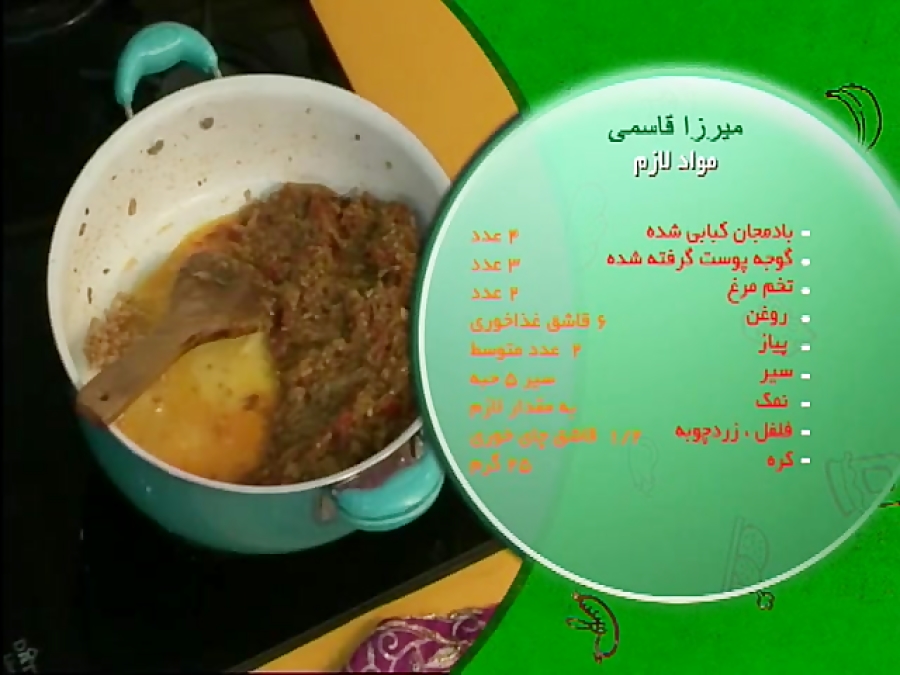 میرزا قاسمی
مواد لازم
- بادمجان کبابی شده ۴ عدد
- گوجه پوست گرفته شده ۳ عدد
- تخم مرغ ۲ عدد
- روغن ۶ قاشق غذاخوری
- پیاز ۲ عدد متوسط
- سیر سیر ۵ حبه
- نمک به مقدار لازم
- فلفل ، زردچوبه ۱/۲ قاشق چای خوری
- کره ۲۵ گرم